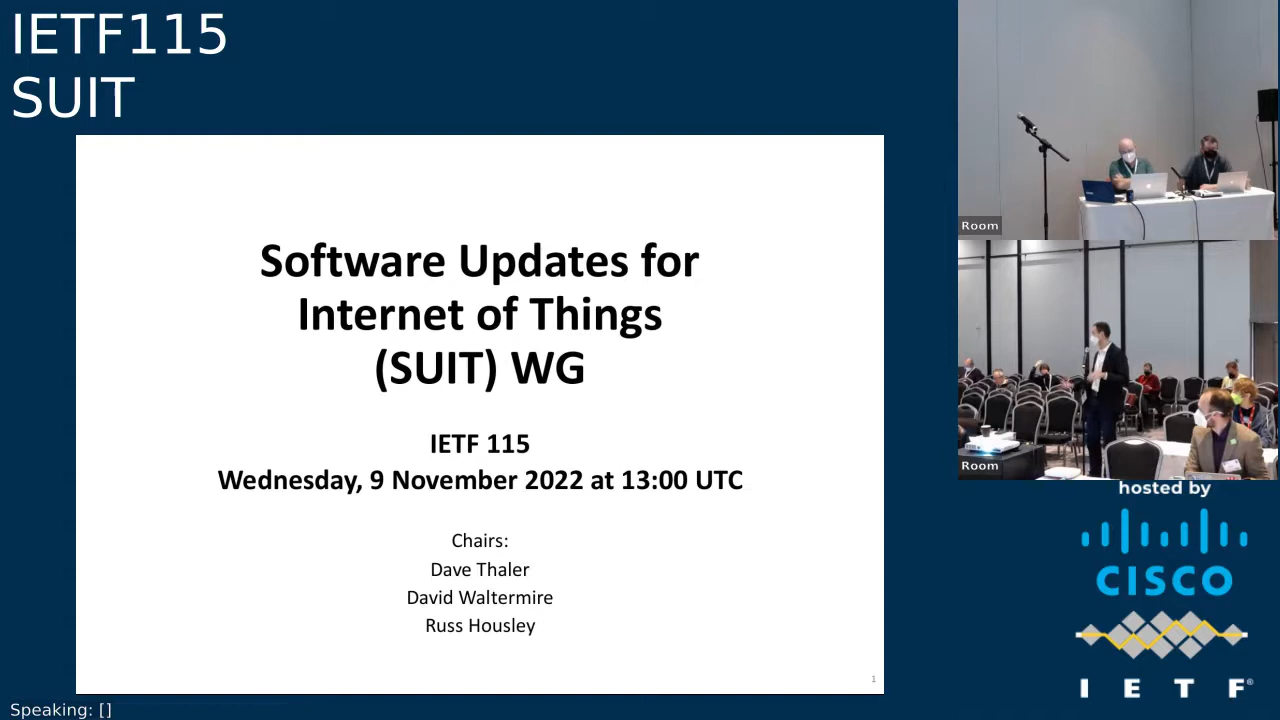 IETF115
SUIT
Software Updates for
Internet of Things
(SUIT) WG
IETF 115
Wednesday, 9 November 2022 at 13:00 UTC
Chairs:
Dave Thaler
David Waltermire
Russ Housley
1
Room
Room
hosted by
CISCO
I E T F®
Speaking: []